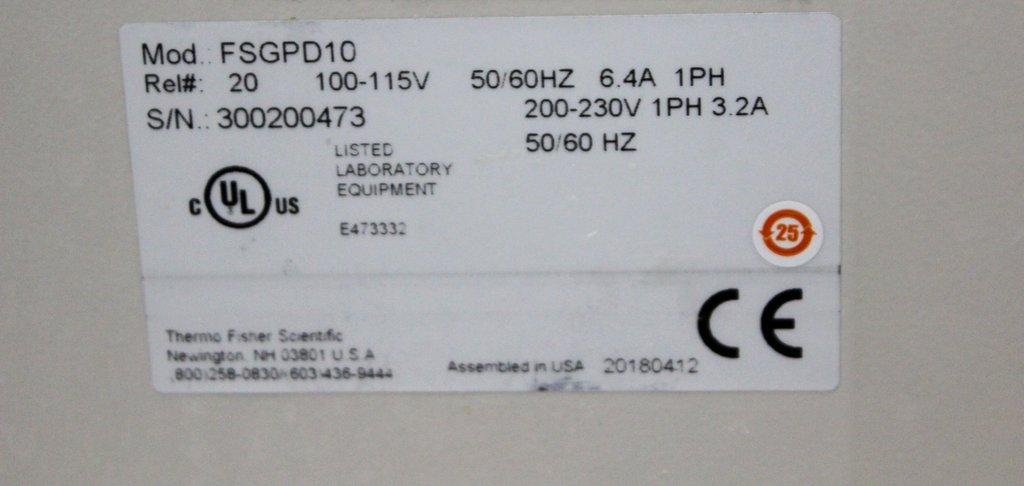 Mod.: FSGPD10
Rel#: 20 100-115V 50/60HZ 6.4A 1PH
200-230V 1PH 3.2A
S/N.: 300200473
50/60 HZ
LISTED
LABORATORY
EQUIPMENT
C UL US
E473332
25
CE
Thermo Fisher Scientific
Newington, NH 03801 U.S.A
(800)258-0830/(603)436-9444
Assembled in USA 20180412